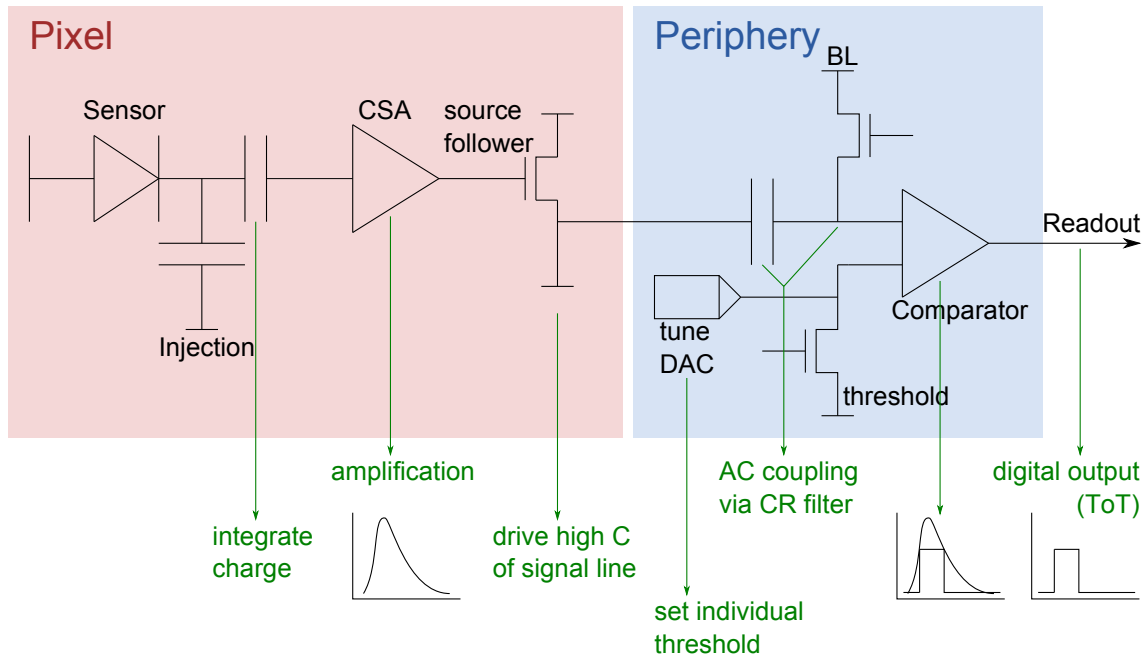 Pixel
Periphery
BL
Sensor
CSA
source
follower
Readout
Injection
tune
DAC
Comparator
threshold
amplification
AC coupling
via CR filter
digital output
(ToT)
integrate
charge
drive high C
of signal line
set individual
threshold